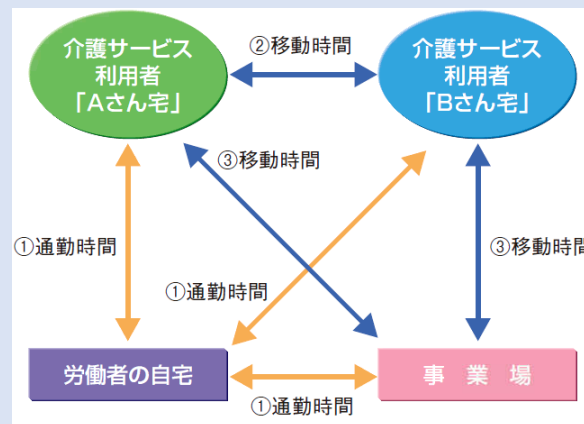 介護サービス
利用者
「Aさん宅」
②移動時間
介護サービス
利用者
「Bさん宅」
③移動時間
①通勤時間
③移動時間
①通勤時間
労働者の自宅
①通勤時間
事業場